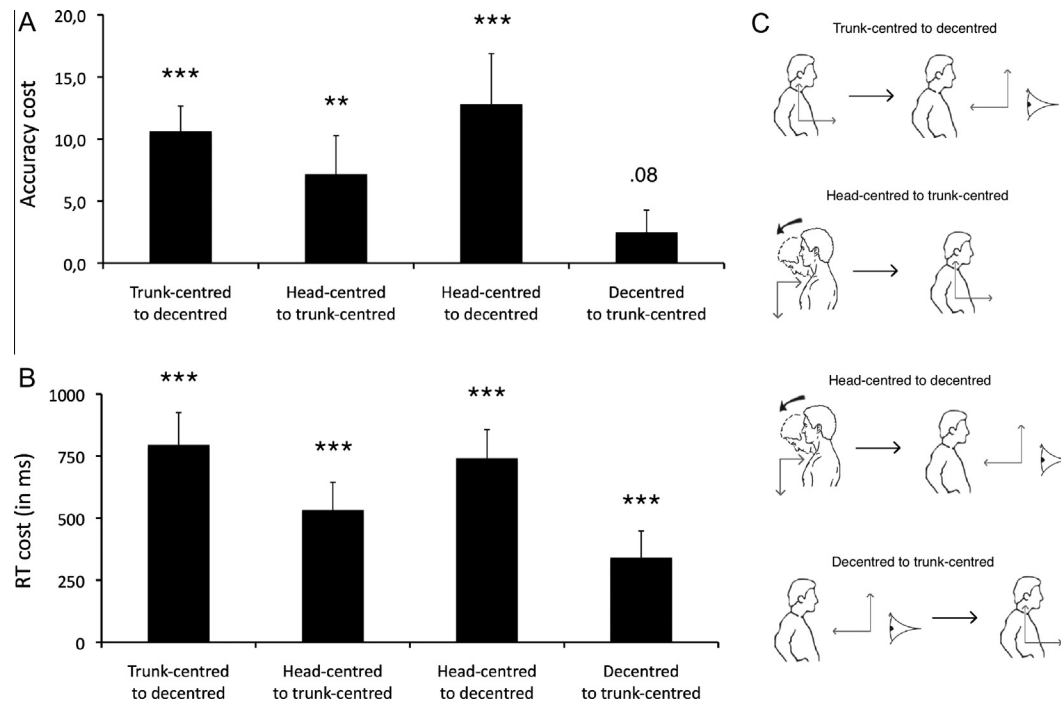 A
20,0
15,0
10,0
5,0
0,0
Accuracy cost
***
**
***
.08
Trunk-centred
to decentred
Head-centred
to trunk-centred
Head-centred
to decentred
Decentred
to trunk-centred
B
1000
750
500
250
0
RT cost (in ms)
***
***
***
***
Trunk-centred
to decentred
Head-centred
to trunk-centred
Head-centred
to decentred
Decentred
to trunk-centred
C
Trunk-centred to decentred
Head-centred to trunk-centred
Head-centred to decentred
Decentred to trunk-centred